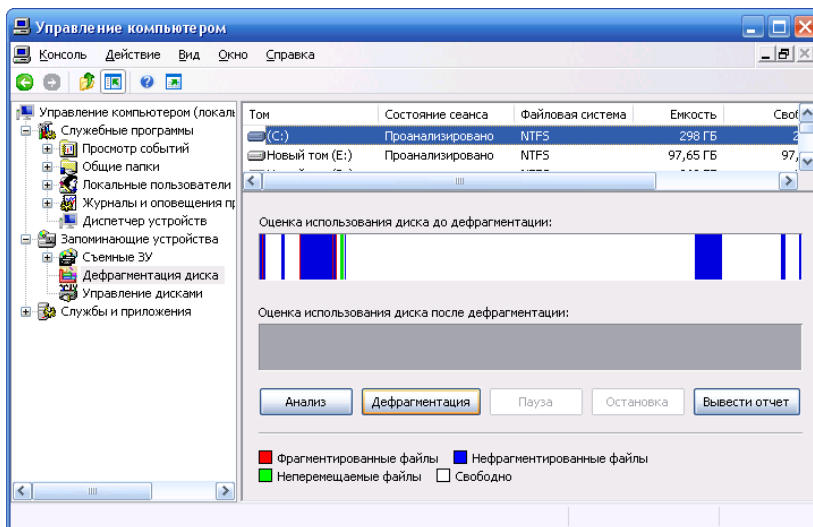 Управление компьютером
Консоль Действие Вид Окно Справка
Управление компьютером (локаль
Служебные программы
Просмотр событий
Общие папки
Локальные пользователи
Журналы и оповещения пр
Диспетчер устройств
Запоминающие устройства
Съемные ЗУ
Дефрагментация диска
Управление дисками
Службы и приложения
Том Состояние сеанса Файловая система Емкость Своб
(C:) Проанализировано NTFS 298 ГБ 2
Новый том (E:) Проанализировано NTFS 97,65 ГБ 97,
Оценка использования диска до дефрагментации:
Оценка использования диска после дефрагментации:
Анализ Дефрагментация Пауза Остановка Вывести отчет
Фрагментированные файлы Нефрагментированные файлы
Неперемещаемые файлы Свободно